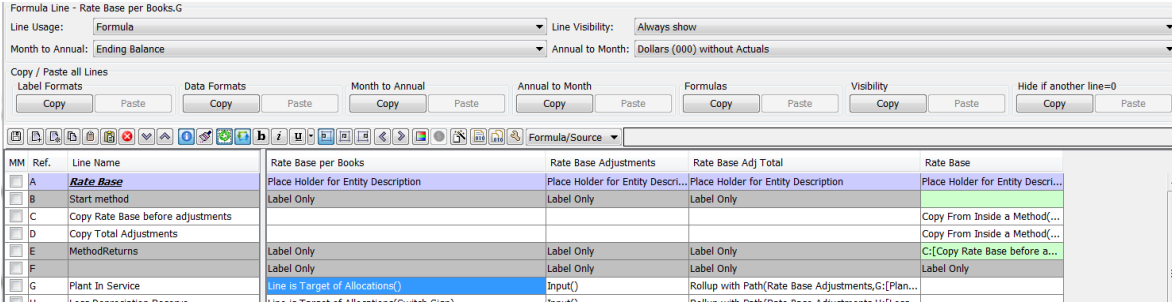 Formula Line - Rate Base per Books.G
Line Usage: Formula Line Visibility: Always show
Month to Annual: Ending Balance Annual to Month: Dollars (000) without Actuals
Copy / Paste all Lines
Label Formats Data Formats Month to Annual Annual to Month Formulas Visibility Hide if another line=0
Copy Paste Copy Paste Copy Paste Copy Paste Copy Paste Copy Paste Copy Paste
b i u Formula/Source
MM Ref. Line Name Rate Base per Books Rate Base Adjustments Rate Base Adj Total Rate Base
A Rate Base Place Holder for Entity Description Place Holder for Entity Descri... Place Holder for Entity Description Place Holder for Entity Descri...
B Start method Label Only Label Only Label Only
C Copy Rate Base before adjustments Copy From Inside a Method(...
D Copy Total Adjustments Copy From Inside a Method(...
E MethodReturns Label Only Label Only Label Only C:[Copy Rate Base before a...
F Label Only Label Only Label Only Label Only
G Plant In Service Line is Target of Allocations() Input() Rollup with Path(Rate Base Adjustments,G:[Plan...